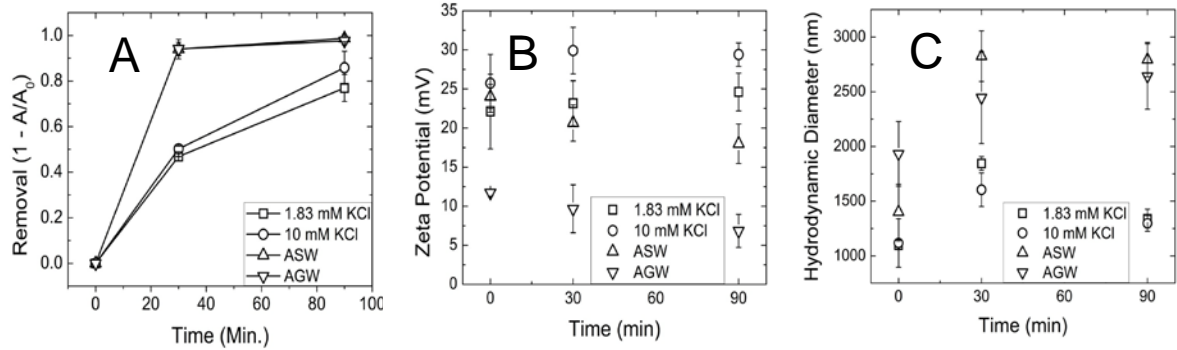 A
Removal (1 - A/A0)
1.0
0.8
0.6
0.4
0.2
0.0
1.83 mM KCl
10 mM KCl
ASW
AGW
0 20 40 60 80 100
Time (Min.)
B
Zeta Potential (mV)
35
30
25
20
15
10
5
0
1.83 mM KCl
10 mM KCl
ASW
AGW
0 30 60 90
Time (min)
C
Hydrodynamic Diameter (nm)
3000
2500
2000
1500
1000
1.83 mM KCl
10 mM KCl
ASW
AGW
0 30 60 90
Time (min)